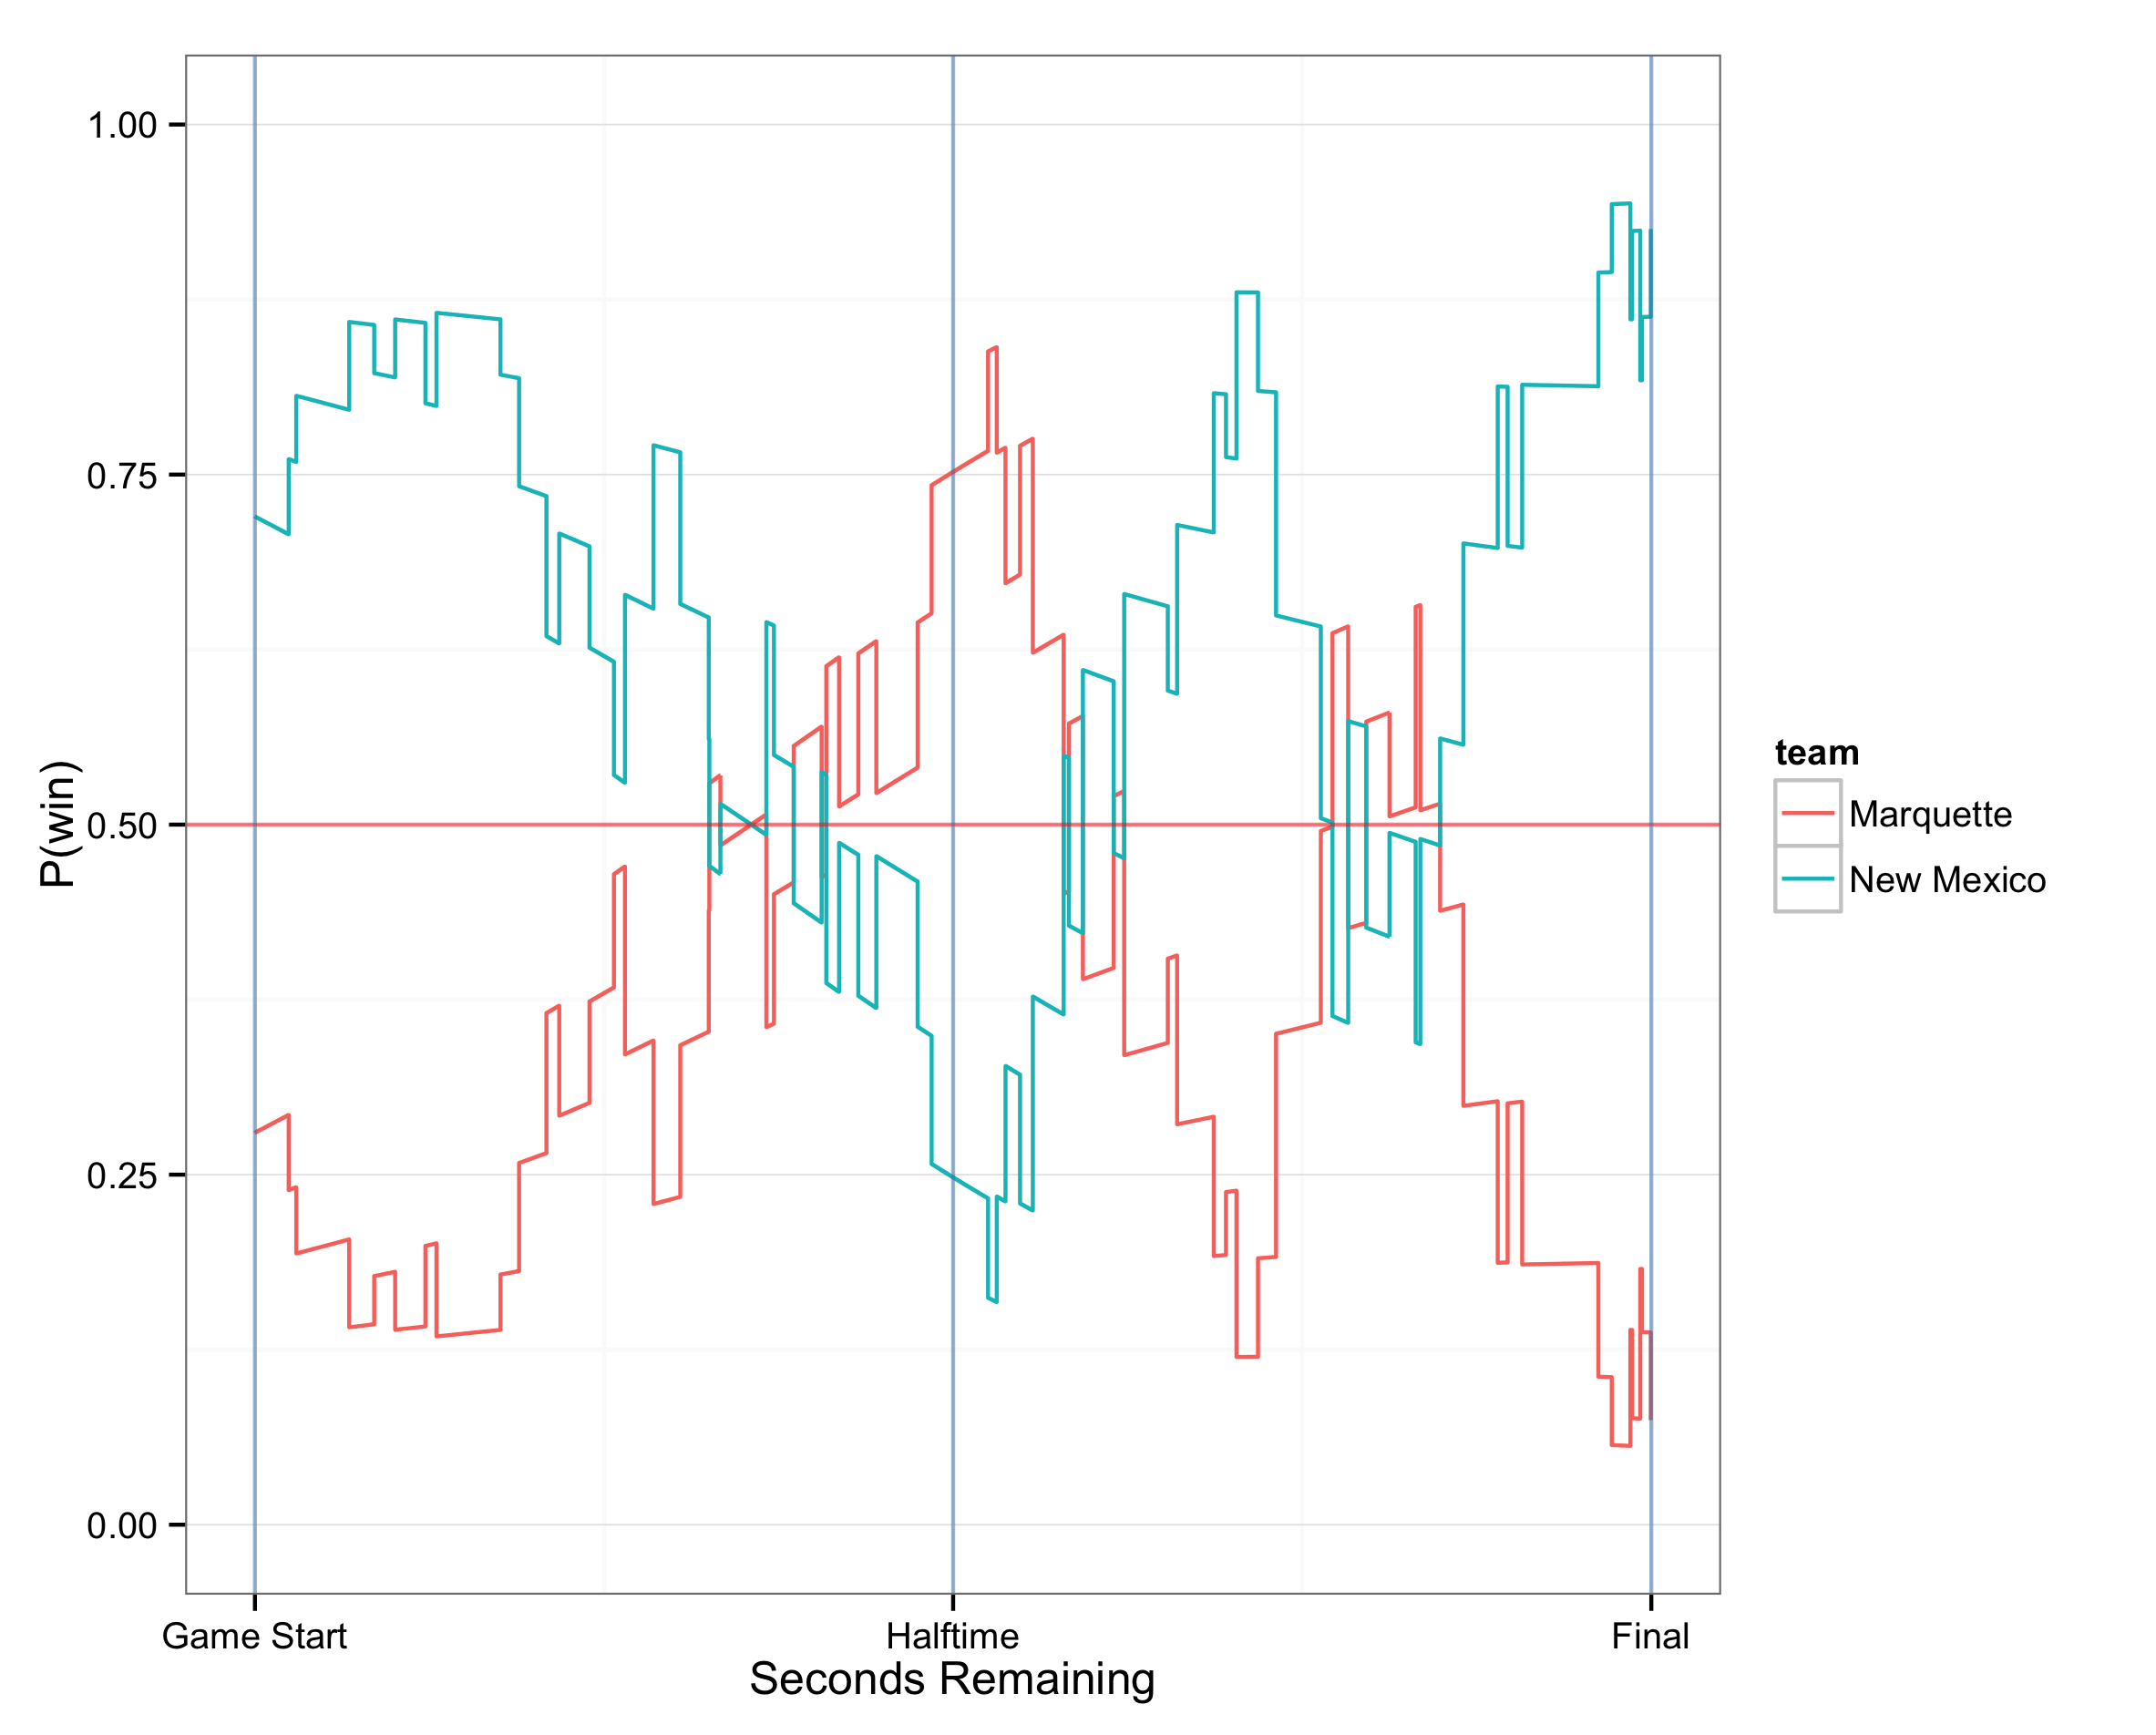 1.00
0.75
0.50
0.25
0.00
P(win)
Game Start
Halftime
Final
Seconds Remaining
team
Marquette
New Mexico